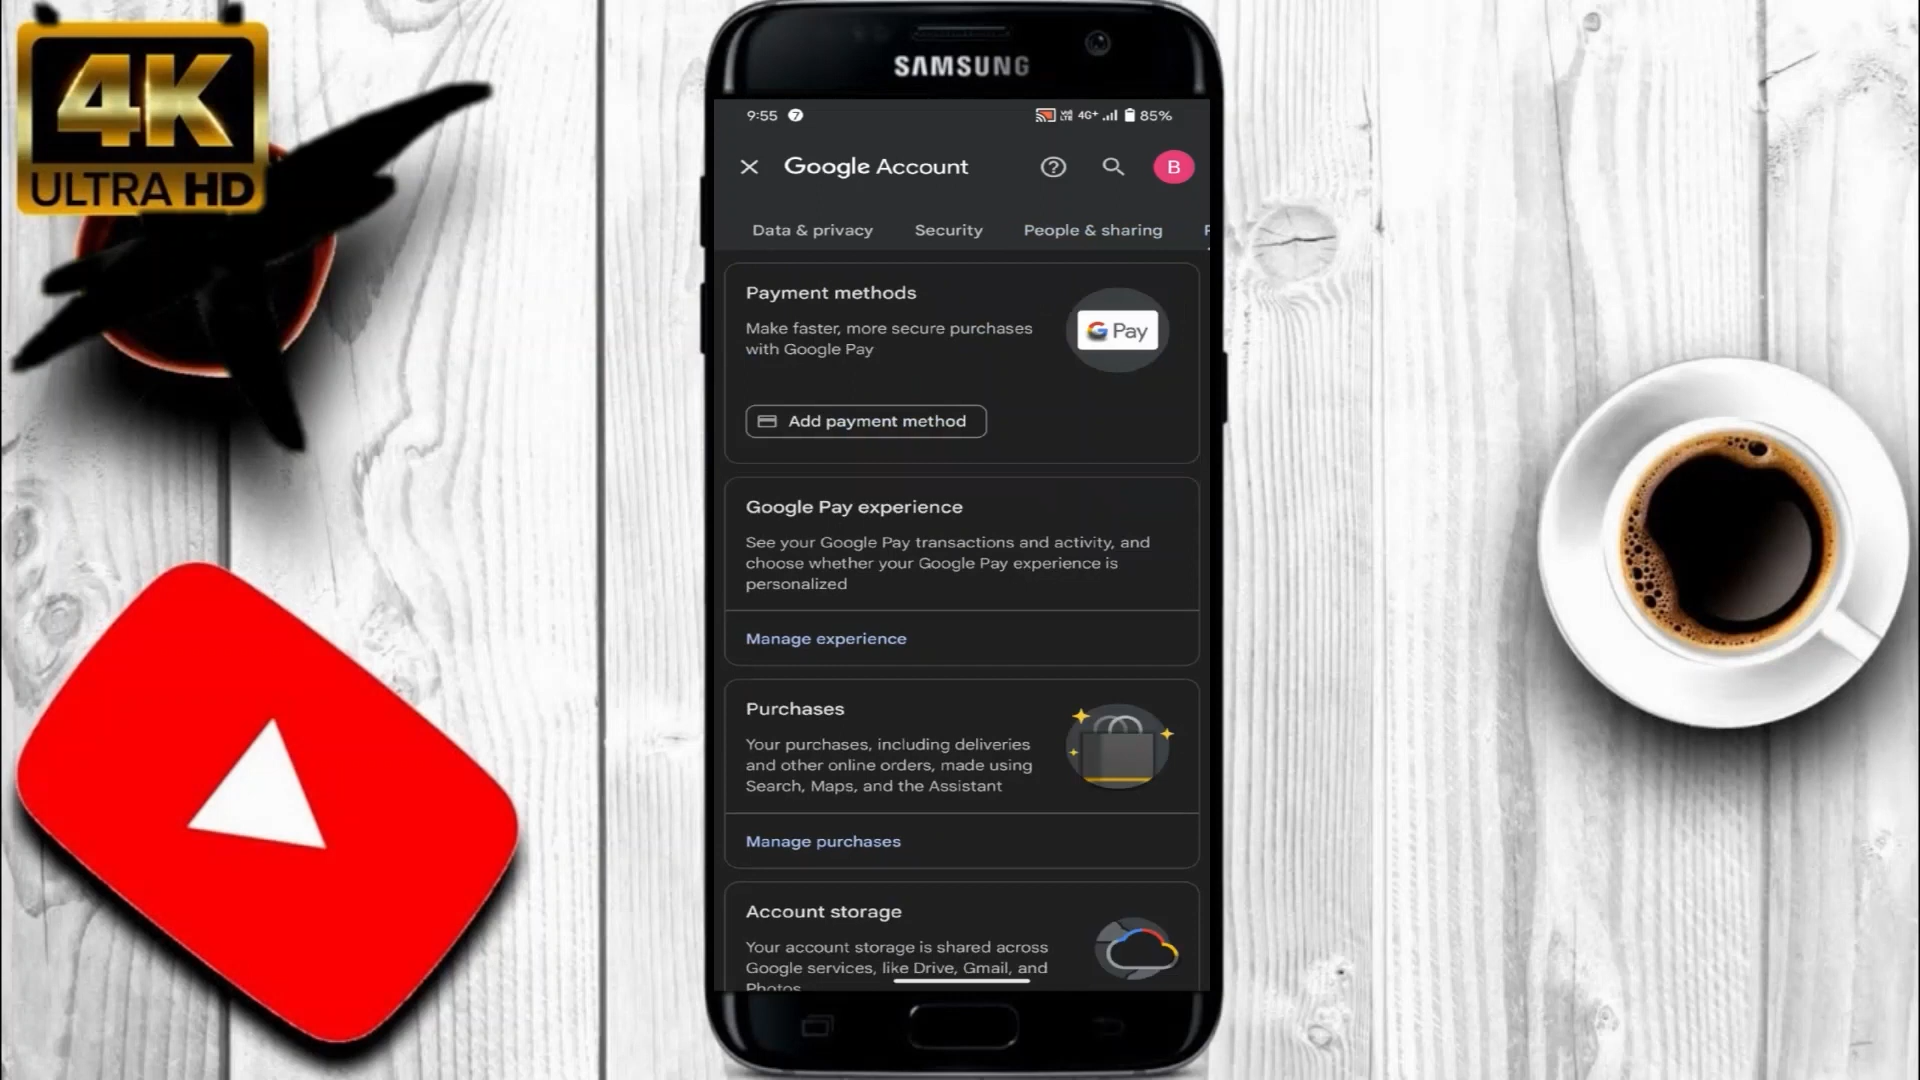 4K
ULTRA HD
SAMSUNG
9:55 7 4G+ 85%
Google Account B
Data & privacy Security People & sharing
Payment methods
Make faster, more secure purchases
with Google Pay
G Pay
Add payment method
Google Pay experience
See your Google Pay transactions and activity, and
choose whether your Google Pay experience is
personalized
Manage experience
Purchases
Your purchases, including deliveries
and other online orders, made using
Search, Maps, and the Assistant
Manage purchases
Account storage
Your account storage is shared across
Google services, like Drive, Gmail, and
Photos